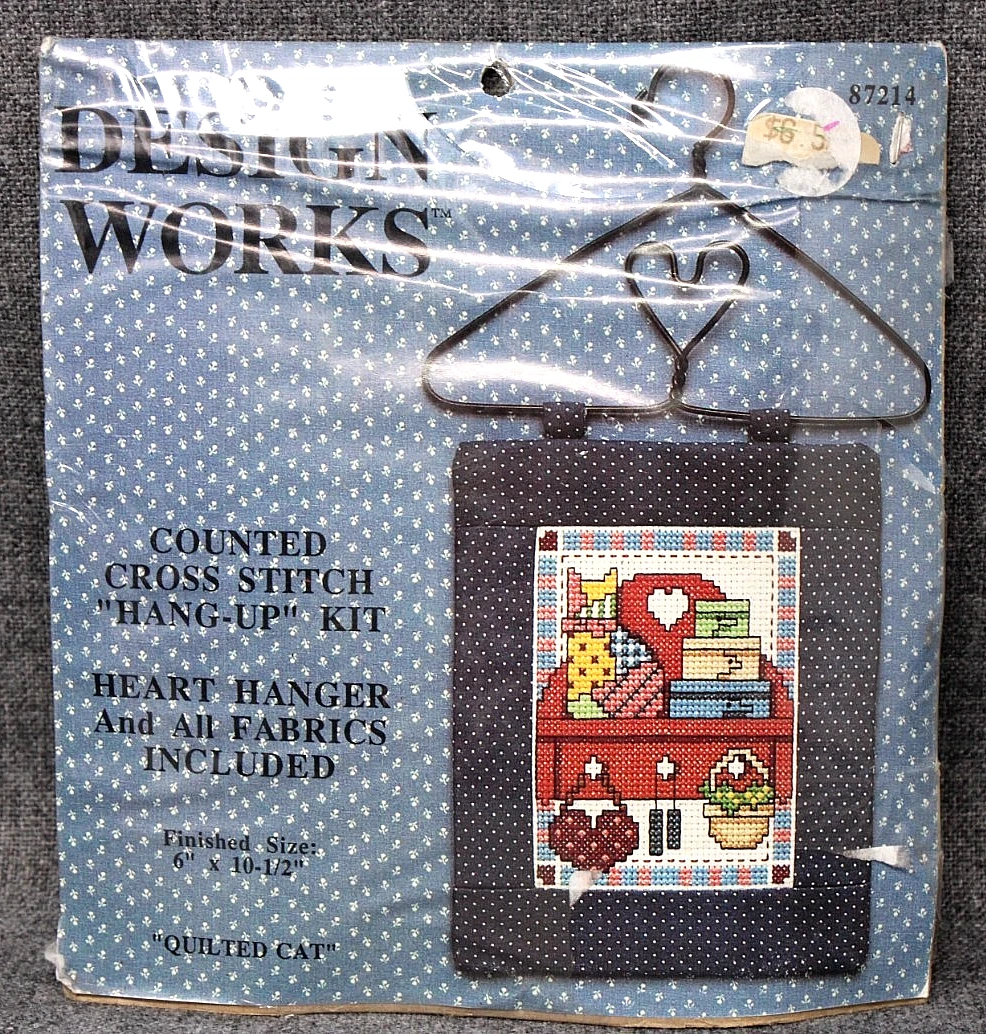 DESIGN
WORKS™
87214
$6.5
COUNTED
CROSS STITCH
"HANG-UP" KIT
HEART HANGER
And All FABRICS
INCLUDED
Finished Size:
6" x 10-1/2"
"QUILTED CAT"